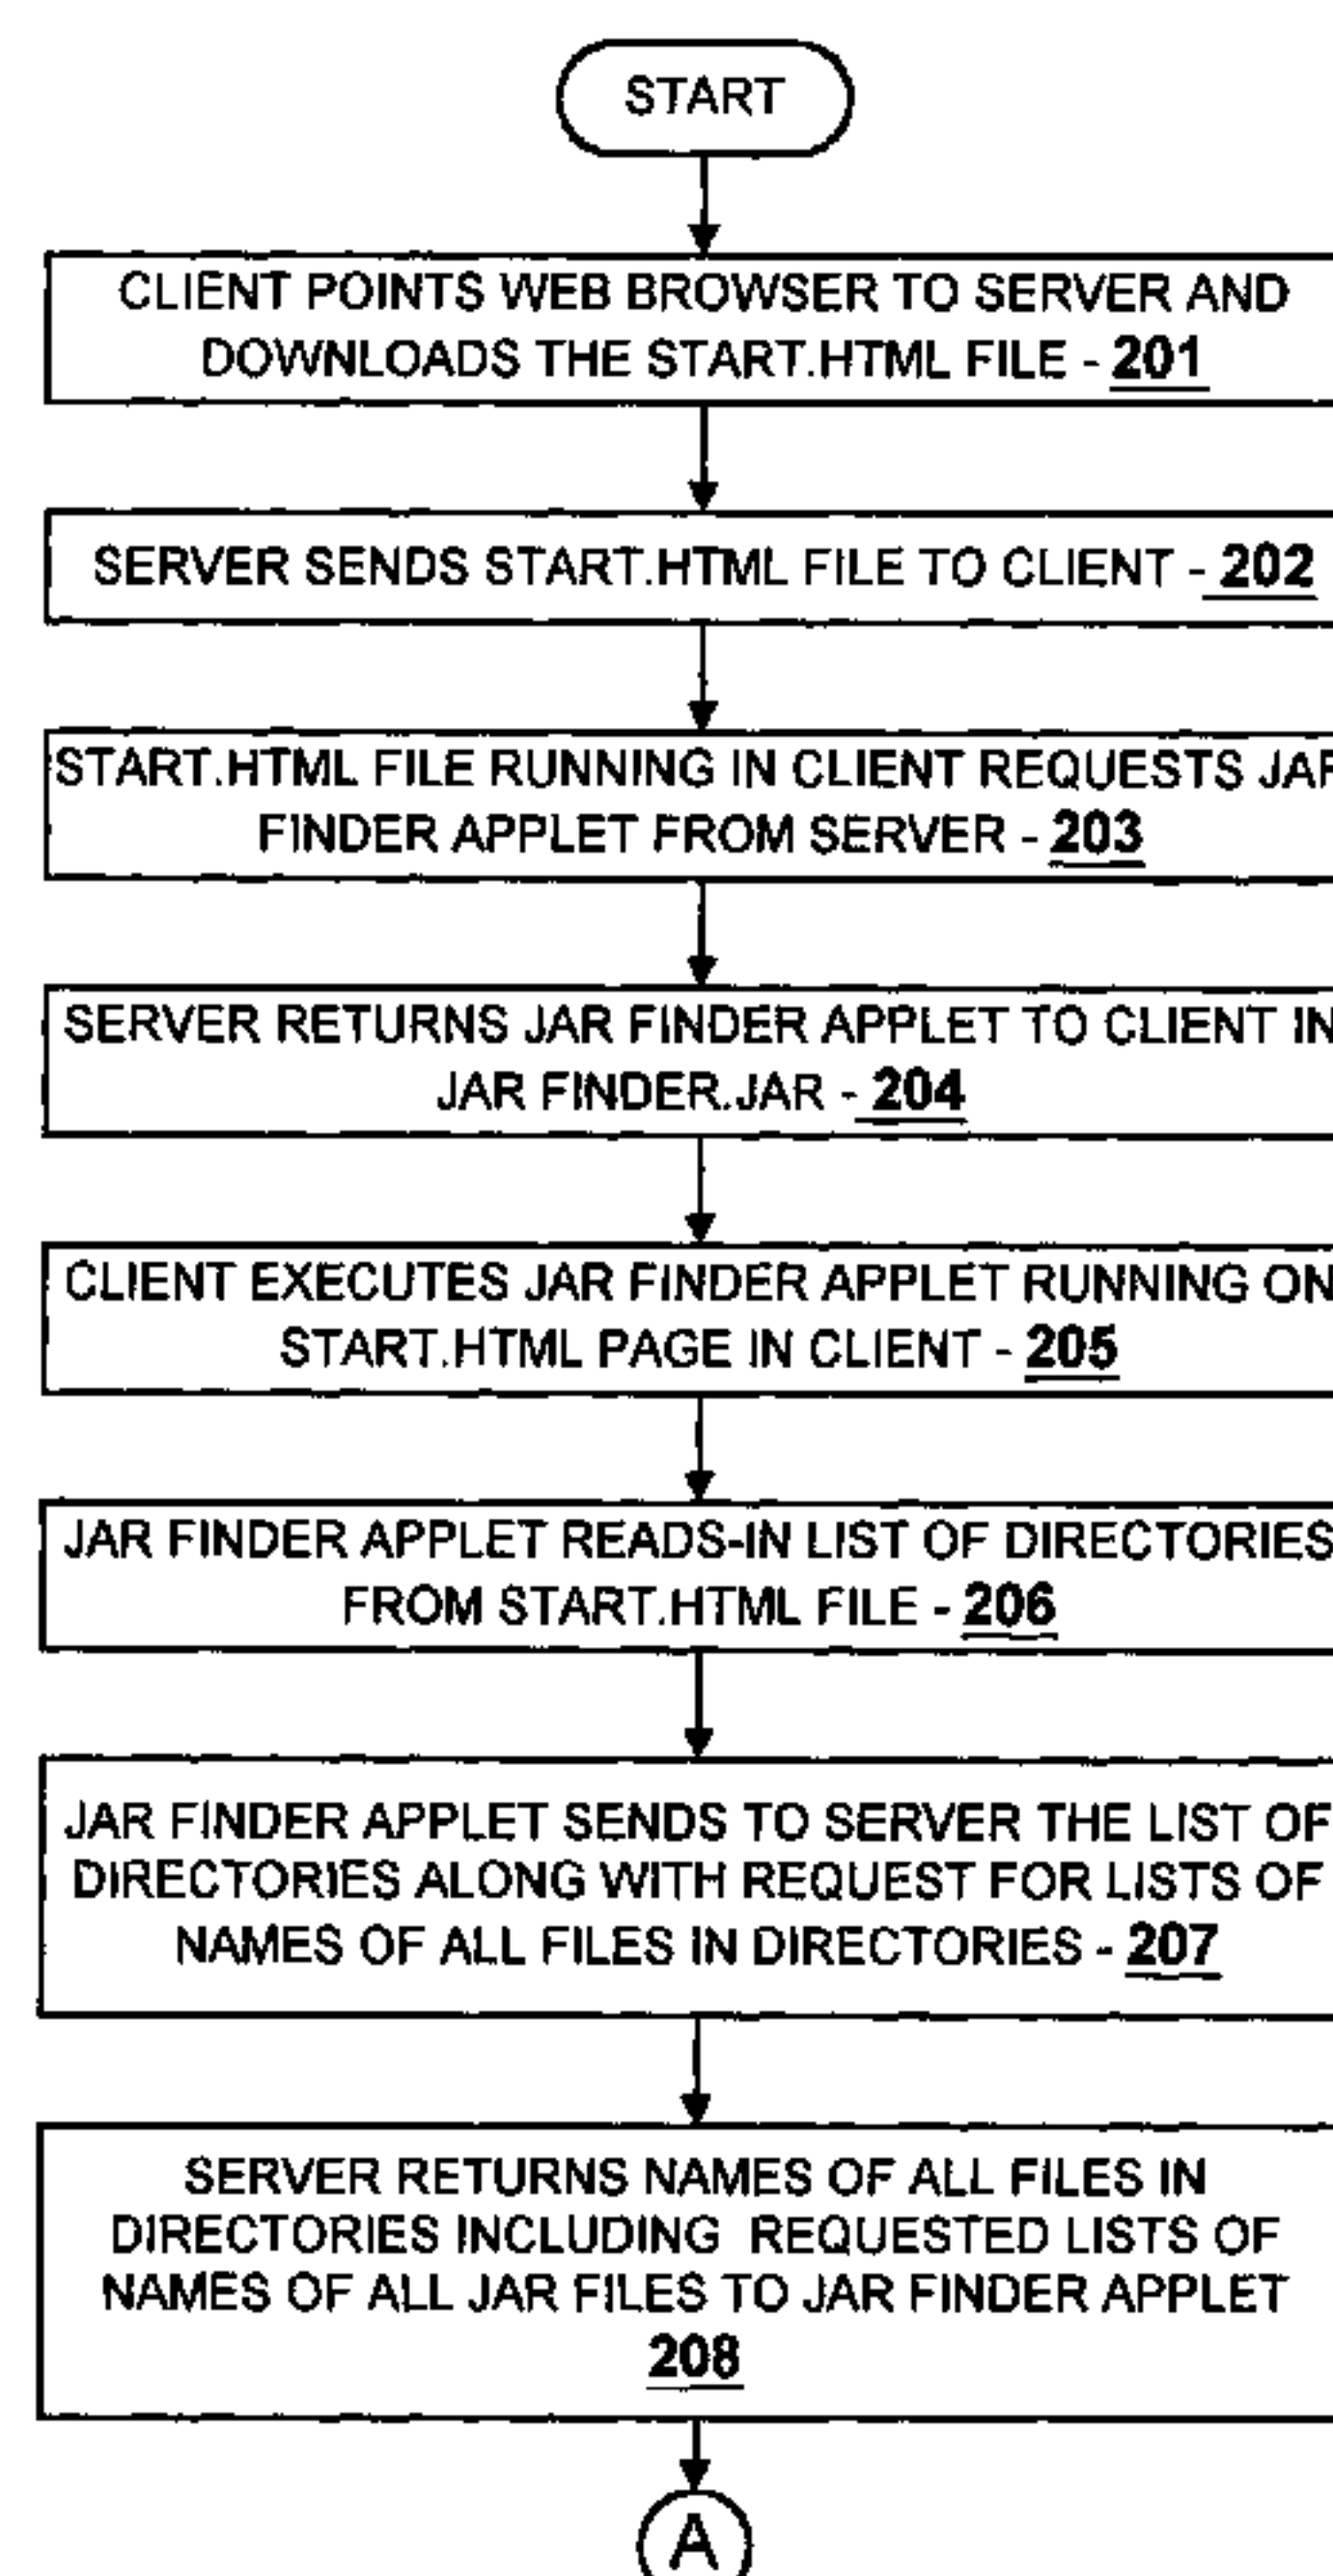 START
CLIENT POINTS WEB BROWSER TO SERVER AND
DOWNLOADS THE START.HTML FILE - 201
SERVER SENDS START.HTML FILE TO CLIENT - 202
START.HTML FILE RUNNING IN CLIENT REQUESTS JAR
FINDER APPLET FROM SERVER - 203
SERVER RETURNS JAR FINDER APPLET TO CLIENT IN
JAR FINDER.JAR - 204
CLIENT EXECUTES JAR FINDER APPLET RUNNING ON
START.HTML PAGE IN CLIENT - 205
JAR FINDER APPLET READS-IN LIST OF DIRECTORIES
FROM START.HTML FILE - 206
JAR FINDER APPLET SENDS TO SERVER THE LIST OF
DIRECTORIES ALONG WITH REQUEST FOR LISTS OF
NAMES OF ALL FILES IN DIRECTORIES - 207
SERVER RETURNS NAMES OF ALL FILES IN
DIRECTORIES INCLUDING REQUESTED LISTS OF
NAMES OF ALL JAR FILES TO JAR FINDER APPLET
208
A